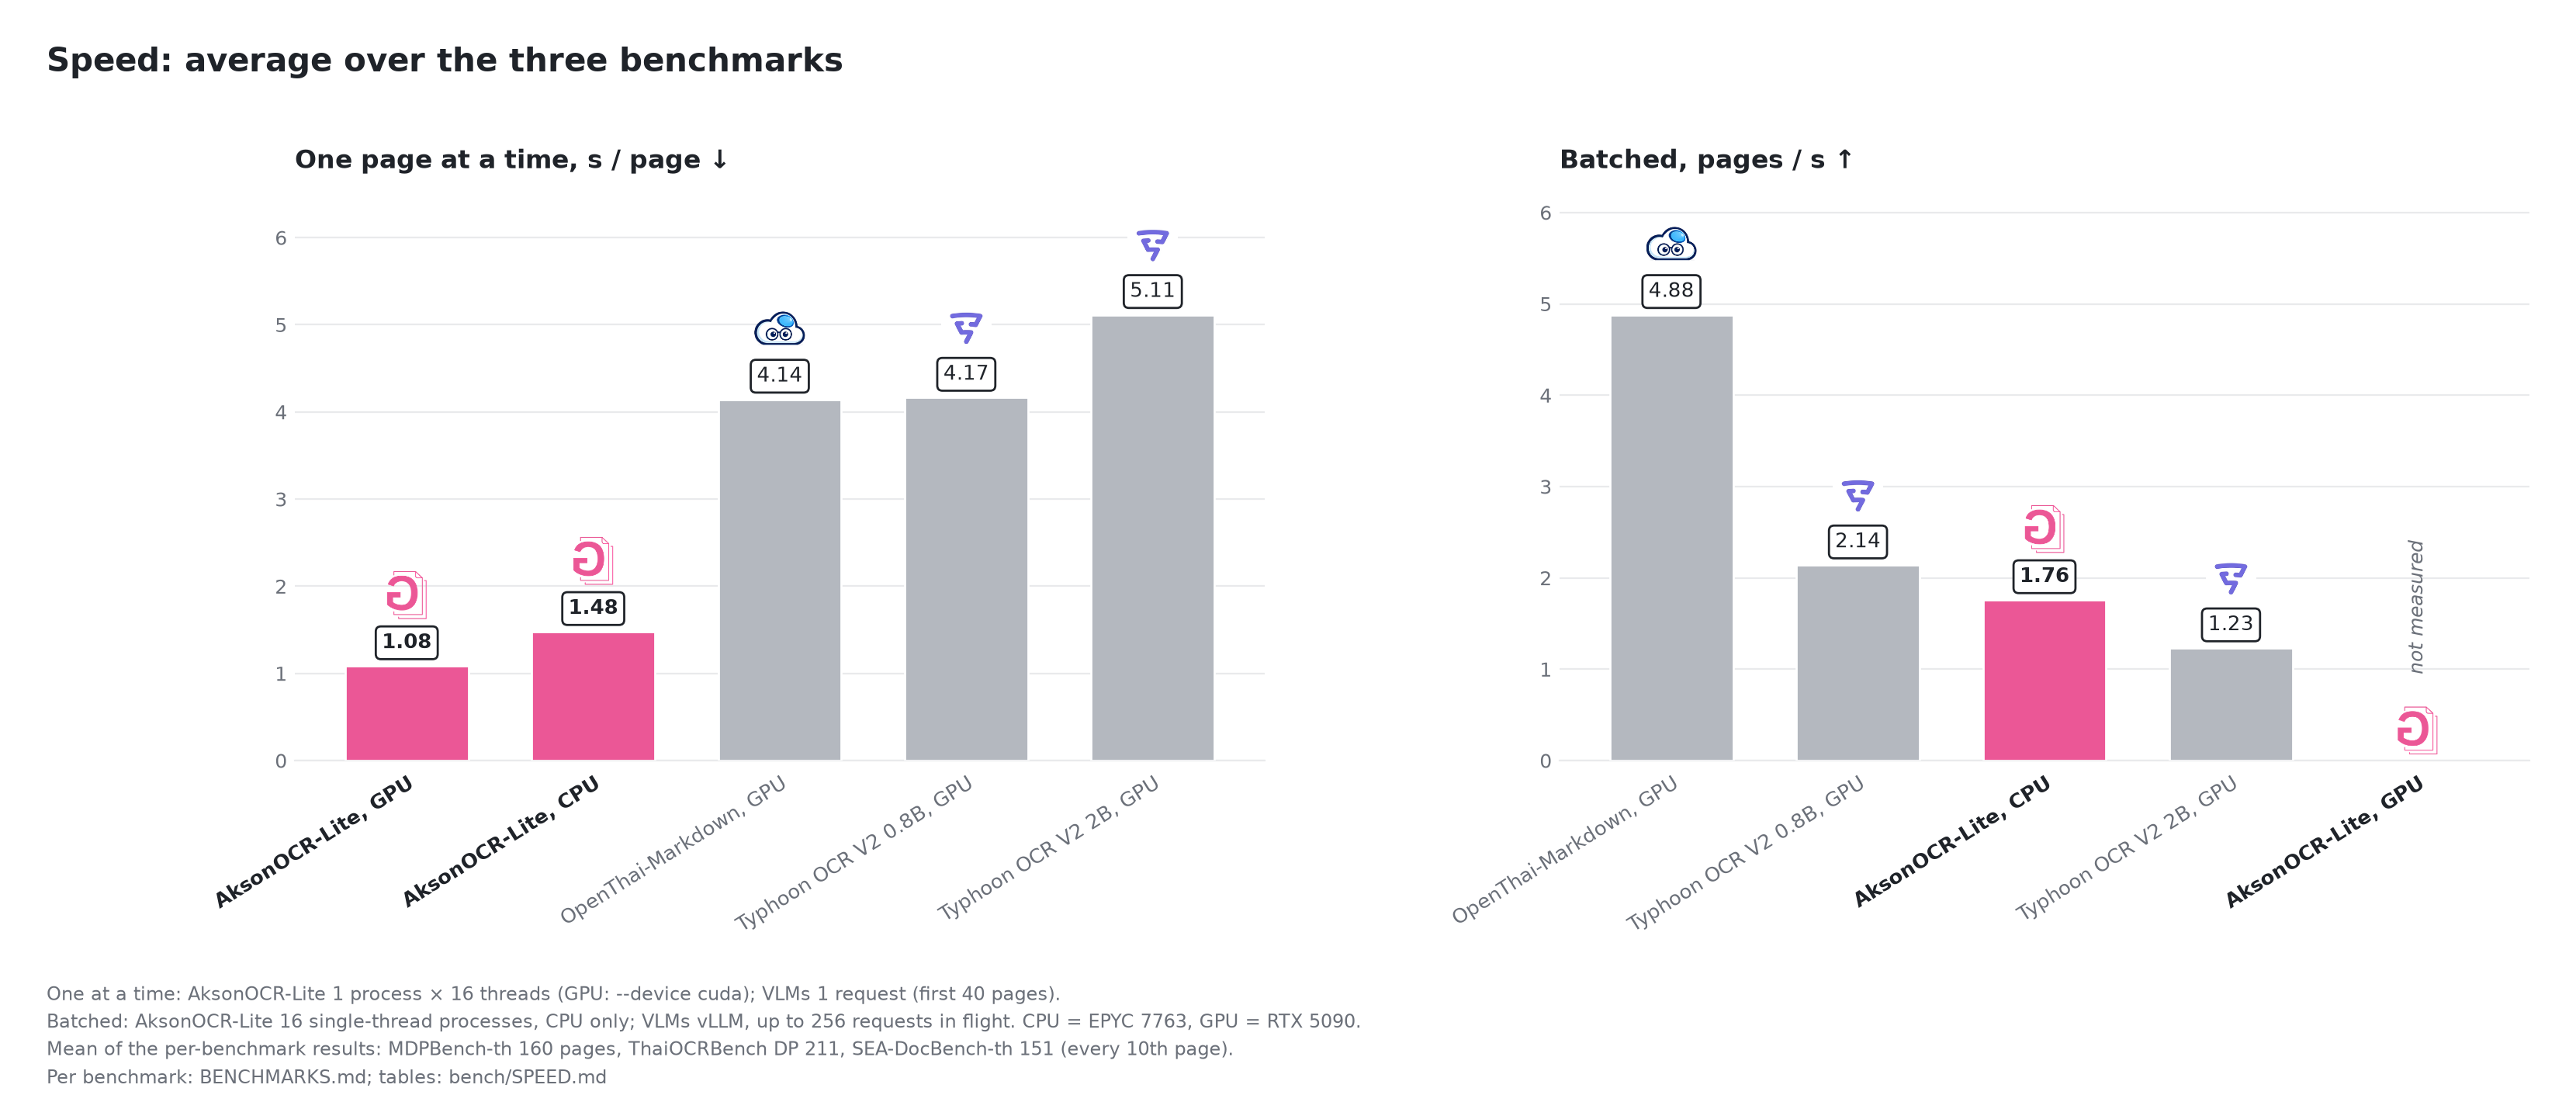 Speed: average over the three benchmarks
One page at a time, s / page ↓
6
5
4
3
2
1
0
1.08
1.48
4.14
4.17
5.11
AksonOCR-Lite, GPU
AksonOCR-Lite, CPU
OpenThai-Markdown, GPU
Typhoon OCR V2 0.8B, GPU
Typhoon OCR V2 2B, GPU
Batched, pages / s ↑
6
5
4
3
2
1
0
4.88
2.14
1.76
1.23
not measured
OpenThai-Markdown, GPU
Typhoon OCR V2 0.8B, GPU
AksonOCR-Lite, CPU
Typhoon OCR V2 2B, GPU
AksonOCR-Lite, GPU
One at a time: AksonOCR-Lite 1 process × 16 threads (GPU: --device cuda); VLMs 1 request (first 40 pages).
Batched: AksonOCR-Lite 16 single-thread processes, CPU only; VLMs vLLM, up to 256 requests in flight. CPU = EPYC 7763, GPU = RTX 5090.
Mean of the per-benchmark results: MDPBench-th 160 pages, ThaiOCRBench DP 211, SEA-DocBench-th 151 (every 10th page).
Per benchmark: BENCHMARKS.md; tables: bench/SPEED.md